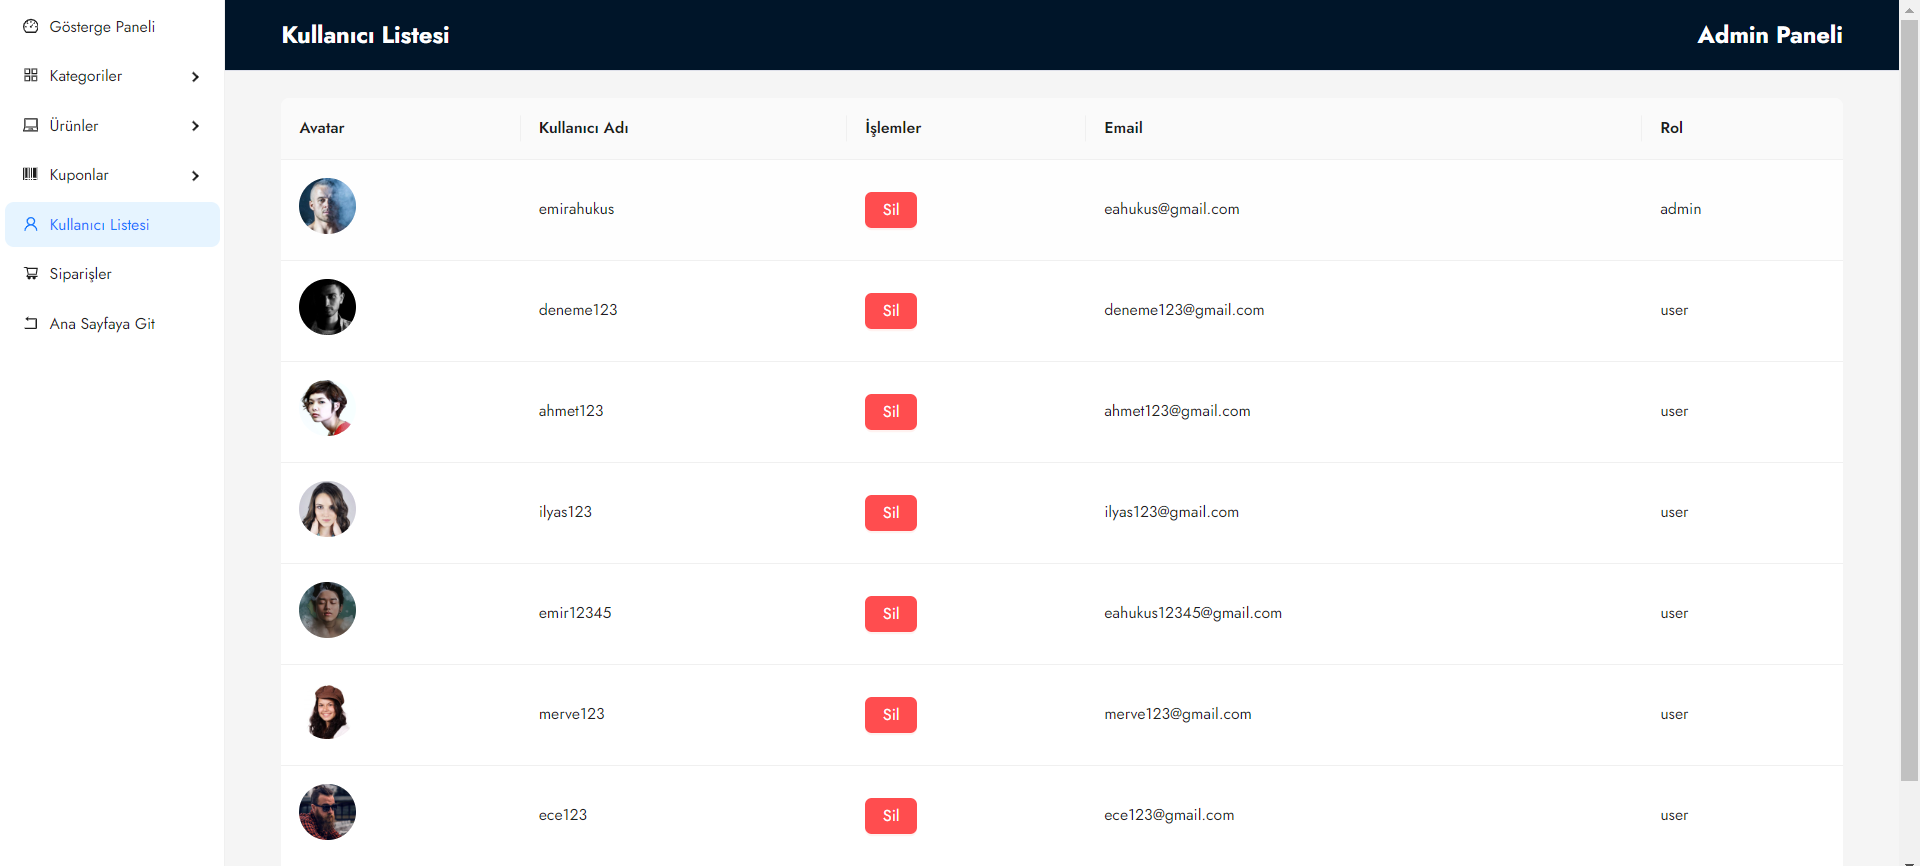 Gösterge Paneli
Kategoriler
Ürünler
Kuponlar
Kullanıcı Listesi
Siparişler
Ana Sayfaya Git
Kullanıcı Listesi Admin Paneli
Avatar Kullanıcı Adı İşlemler Email Rol
emirahukus Sil eahukus@gmail.com admin
deneme123 Sil deneme123@gmail.com user
ahmet123 Sil ahmet123@gmail.com user
ilyas123 Sil ilyas123@gmail.com user
emir12345 Sil eahukus12345@gmail.com user
merve123 Sil merve123@gmail.com user
ece123 Sil ece123@gmail.com user